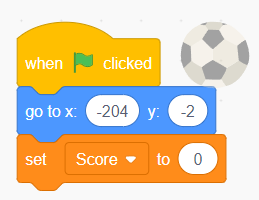 when clicked
go to x: -204 y: -2
set Score to 0